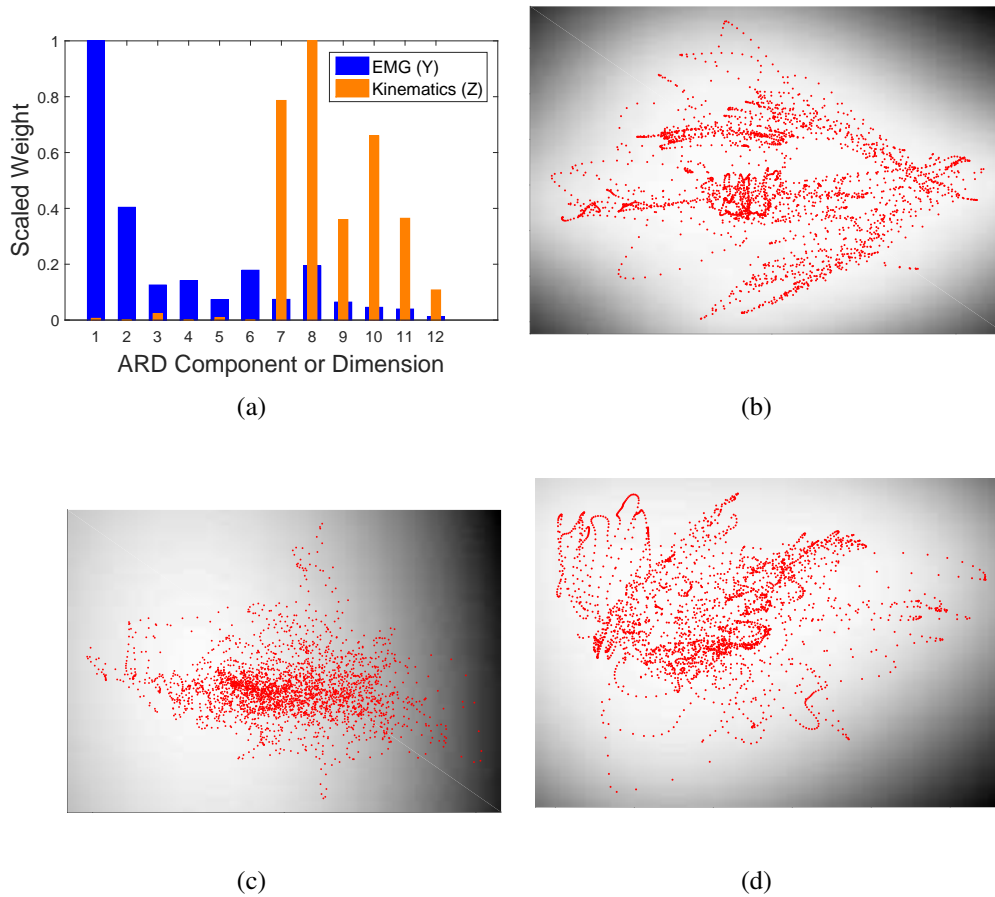 1
0.8
0.6
0.4
0.2
0
Scaled Weight
EMG (Y)
Kinematics (Z)
1 2 3 4 5 6 7 8 9 10 11 12
ARD Component or Dimension
(a)
(b)
(c)
(d)